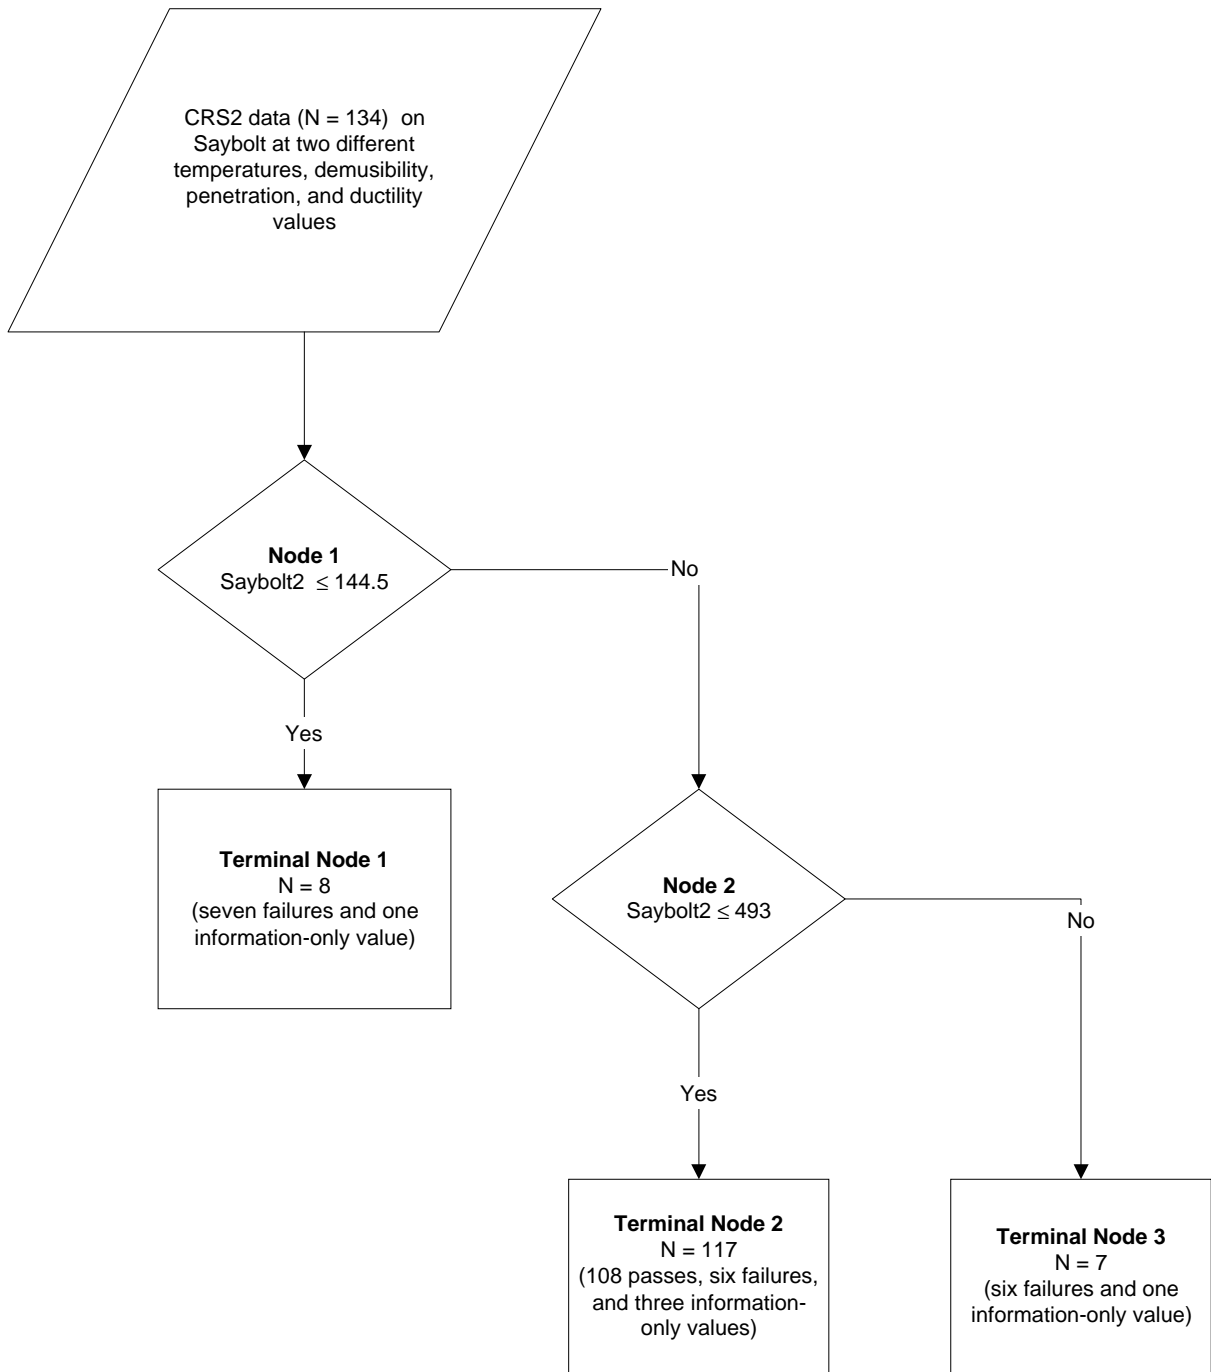 CRS2 data (N = 134)  on
Saybolt at two different
temperatures, demusibility,
penetration, and ductility
values
Node 1
Saybolt2  ≤ 144.5
No
Yes
Terminal Node 1
N = 8
(seven failures and one
information-only value)
Node 2
Saybolt2 ≤ 493
No
Yes
Terminal Node 2
N = 117
(108 passes, six failures,
and three information-
only values)
Terminal Node 3
N = 7
(six failures and one
information-only value)